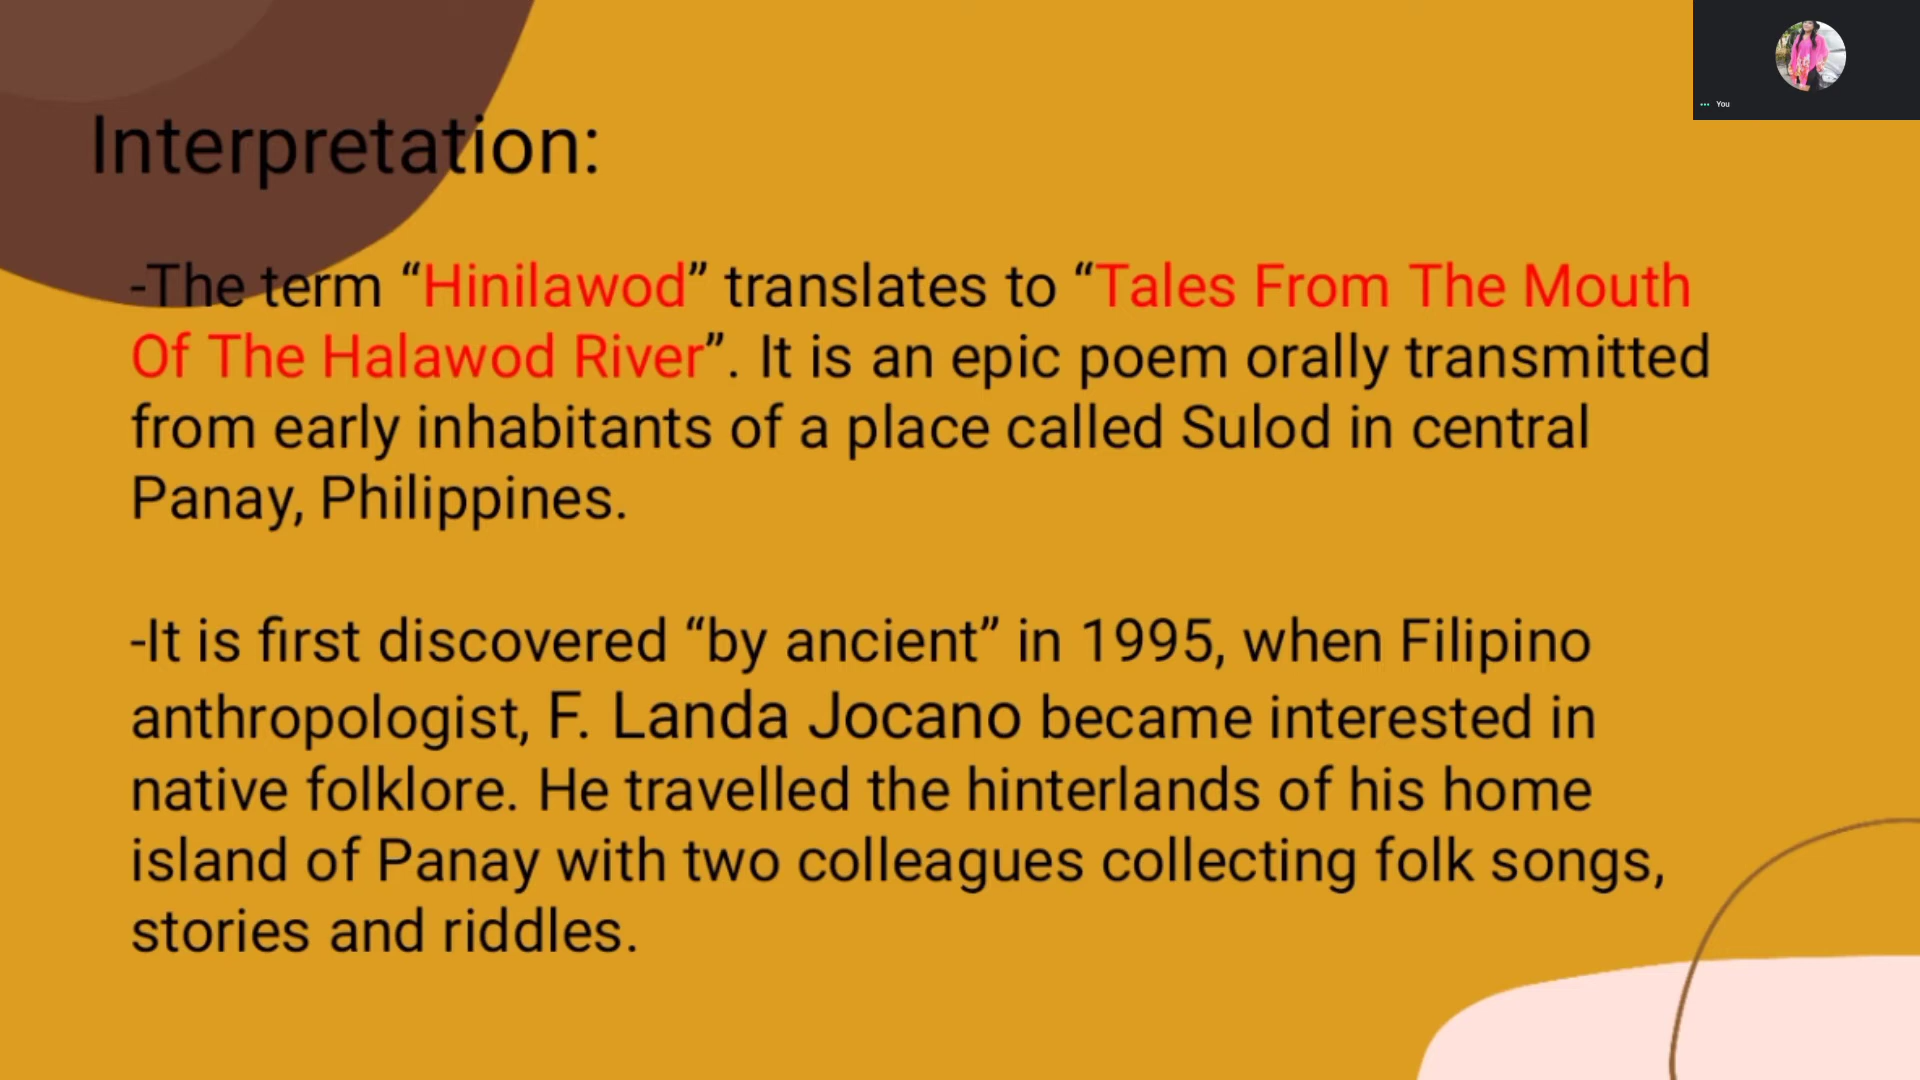 You
Interpretation:
-The term “Hinilawod” translates to “Tales From The Mouth
Of The Halawod River”. It is an epic poem orally transmitted
from early inhabitants of a place called Sulod in central
Panay, Philippines.
-It is first discovered “by ancient” in 1995, when Filipino
anthropologist, F. Landa Jocano became interested in
native folklore. He travelled the hinterlands of his home
island of Panay with two colleagues collecting folk songs,
stories and riddles.